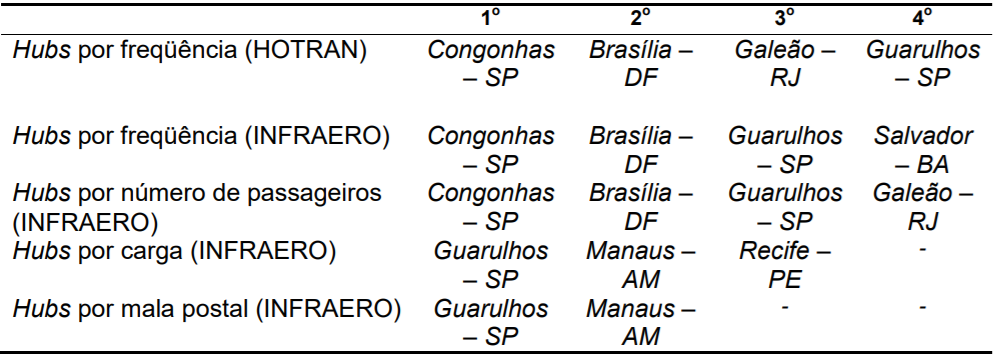 1º 2º 3º 4º
Hubs por freqüência (HOTRAN) Congonhas Brasília – Galeão – Guarulhos
– SP DF RJ – SP
Hubs por freqüência (INFRAERO) Congonhas Brasília – Guarulhos Salvador
– SP DF – SP – BA
Hubs por número de passageiros Congonhas Brasília – Guarulhos Galeão –
(INFRAERO) – SP DF – SP RJ
Hubs por carga (INFRAERO) Guarulhos Manaus – Recife – -
– SP AM PE
Hubs por mala postal (INFRAERO) Guarulhos Manaus – - -
– SP AM